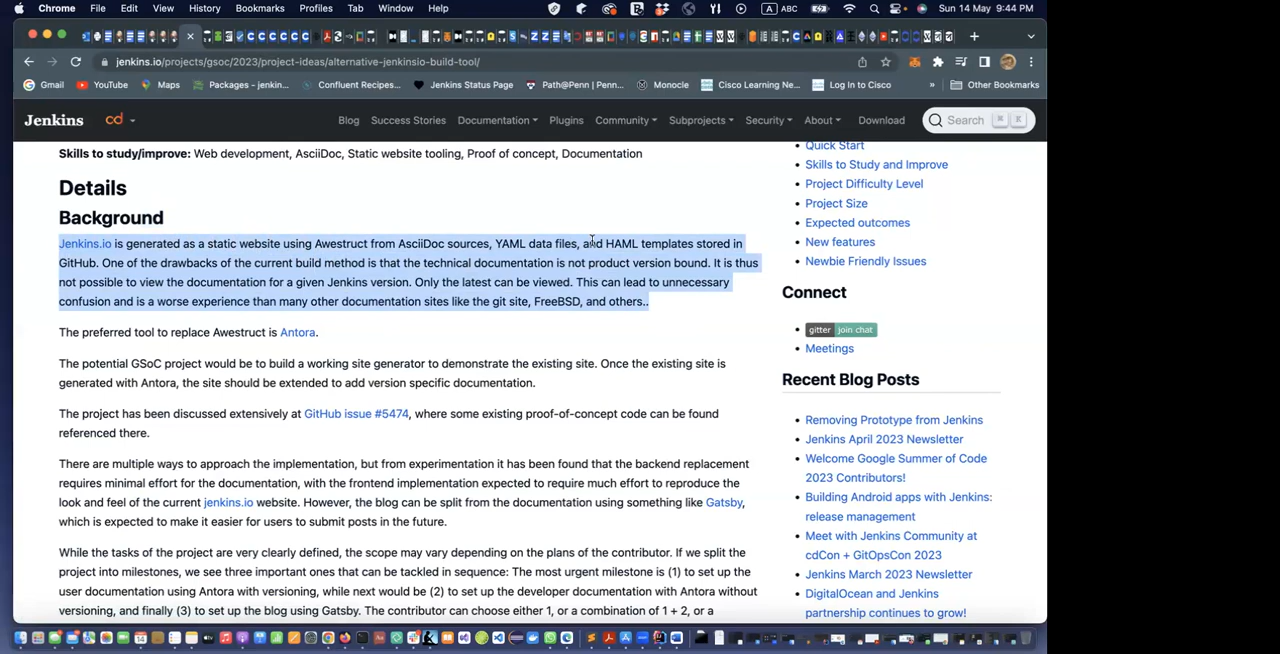 Chrome File Edit View History Bookmarks Profiles Tab Window Help ABC Sun 14 May 9:44 PM
jenkins.io/projects/gsoc/2023/project-ideas/alternative-jenkinsio-build-tool/
Gmail YouTube Maps Packages - jenkin... Confluent Recipes... Jenkins Status Page Path@Penn | Penn... Monocle Cisco Learning Ne... Log In to Cisco » Other Bookmarks
Jenkins cd Blog Success Stories Documentation Plugins Community Subprojects Security About Download Search K
Skills to study/improve: Web development, AsciiDoc, Static website tooling, Proof of concept, Documentation
Details
Background
Jenkins.io is generated as a static website using Awestruct from AsciiDoc sources, YAML data files, and HAML templates stored in
GitHub. One of the drawbacks of the current build method is that the technical documentation is not product version bound. It is thus
not possible to view the documentation for a given Jenkins version. Only the latest can be viewed. This can lead to unnecessary
confusion and is a worse experience than many other documentation sites like the git site, FreeBSD, and others..
The preferred tool to replace Awestruct is Antora.
The potential GSoC project would be to build a working site generator to demonstrate the existing site. Once the existing site is
generated with Antora, the site should be extended to add version specific documentation.
The project has been discussed extensively at GitHub issue #5474, where some existing proof-of-concept code can be found
referenced there.
There are multiple ways to approach the implementation, but from experimentation it has been found that the backend replacement
requires minimal effort for the documentation, with the frontend implementation expected to require much effort to reproduce the
look and feel of the current jenkins.io website. However, the blog can be split from the documentation using something like Gatsby,
which is expected to make it easier for users to submit posts in the future.
While the tasks of the project are very clearly defined, the scope may vary depending on the plans of the contributor. If we split the
project into milestones, we see three important ones that can be tackled in sequence: The most urgent milestone is (1) to set up the
user documentation using Antora with versioning, while next would be (2) to set up the developer documentation with Antora without
versioning, and finally (3) to set up the blog using Gatsby. The contributor can choose either 1, or a combination of 1 + 2, or a
Quick Start
Skills to Study and Improve
Project Difficulty Level
Project Size
Expected outcomes
New features
Newbie Friendly Issues
Connect
gitter join chat
Meetings
Recent Blog Posts
Removing Prototype from Jenkins
Jenkins April 2023 Newsletter
Welcome Google Summer of Code
2023 Contributors!
Building Android apps with Jenkins:
release management
Meet with Jenkins Community at
cdCon + GitOpsCon 2023
Jenkins March 2023 Newsletter
DigitalOcean and Jenkins
partnership continues to grow!